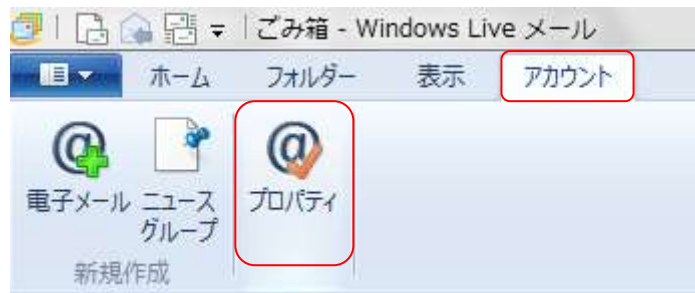 ごみ箱 - Windows Live メール
ホーム フォルダー 表示 アカウント
電子メール ニュース グループ プロパティ
新規作成